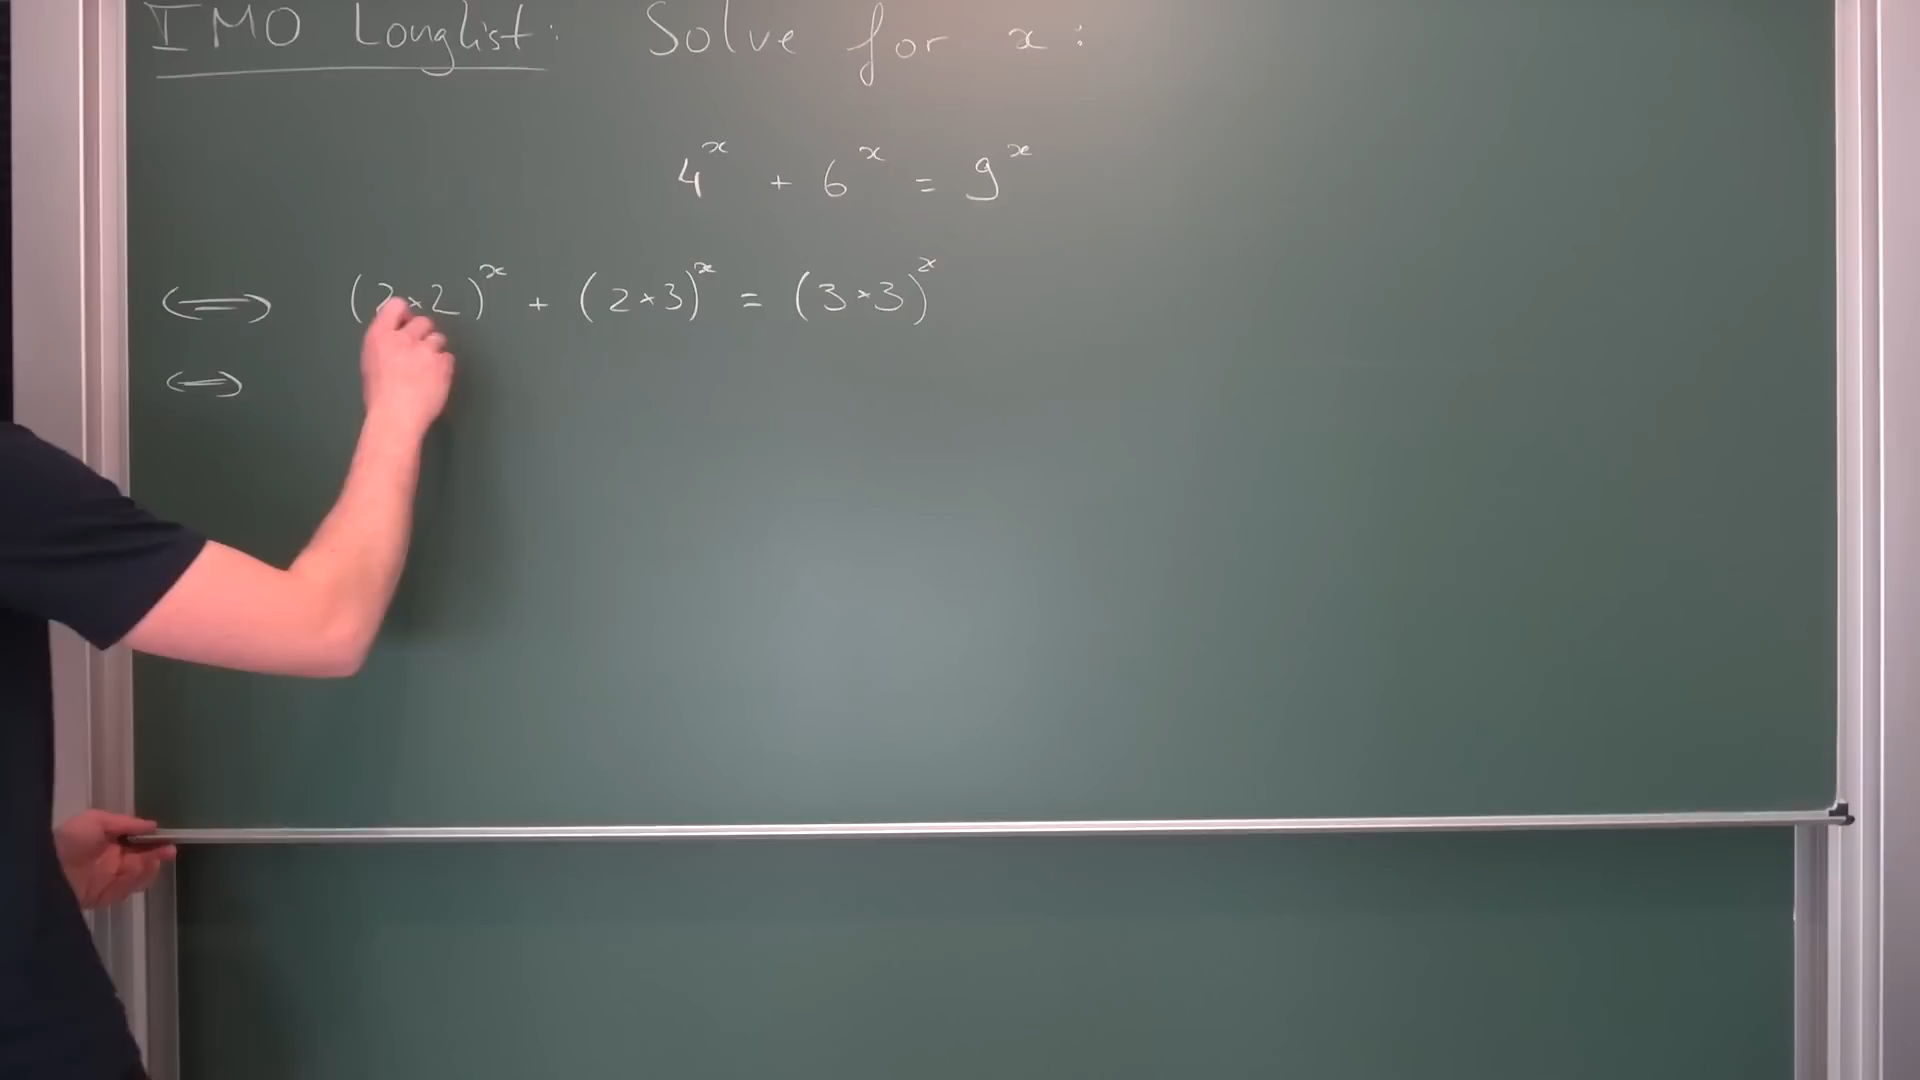 IMO Longlist: Solve for x:
4^x + 6^x = 9^x
⟺ (2×2)^x + (2×3)^x = (3×3)^x
⟺